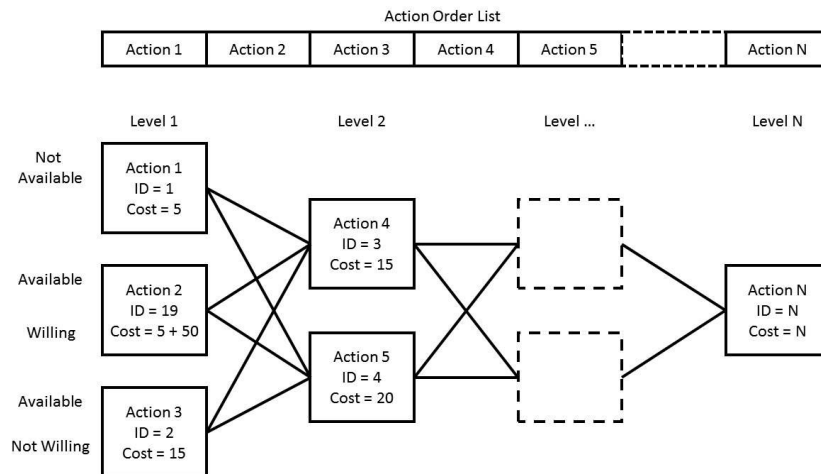 Action Order List
Action 1 Action 2 Action 3 Action 4 Action 5 Action N
Level 1 Level 2 Level ... Level N
Not
Available
Action 1
ID = 1
Cost = 5
Available
Willing
Action 2
ID = 19
Cost = 5 + 50
Available
Not Willing
Action 3
ID = 2
Cost = 15
Action 4
ID = 3
Cost = 15
Action 5
ID = 4
Cost = 20
Action N
ID = N
Cost = N